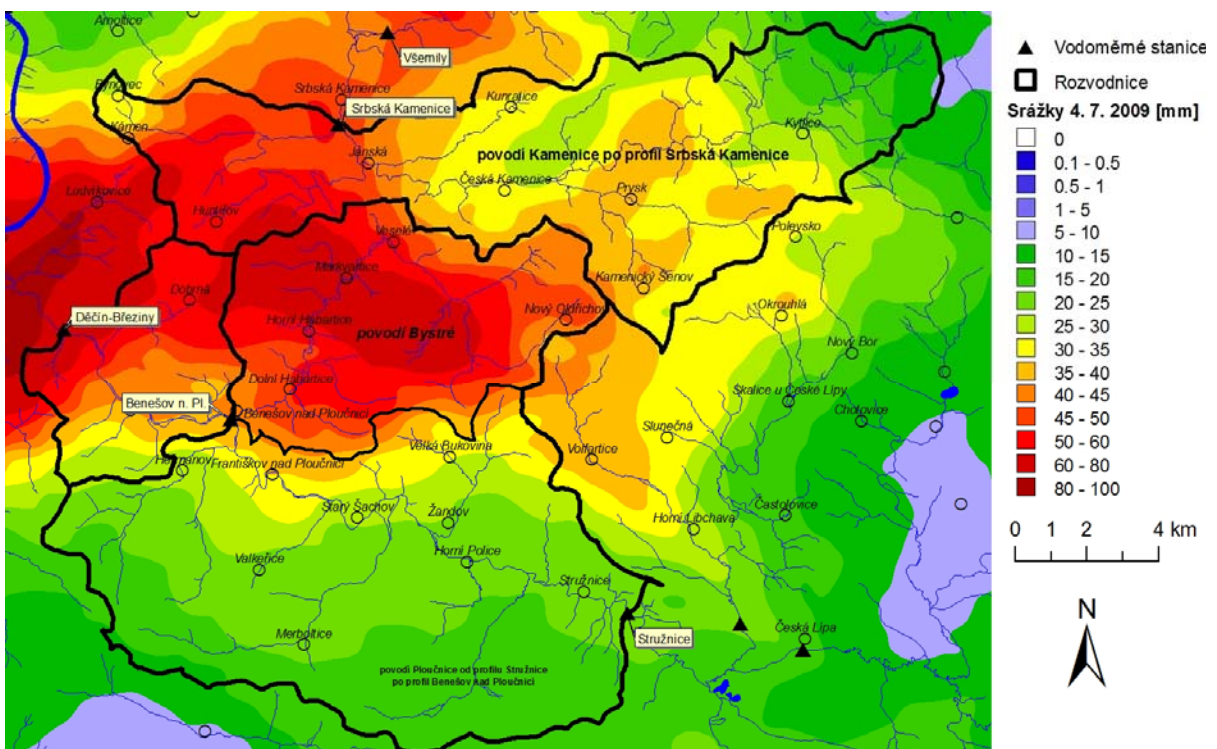 Arnoltice
Všemily
Bynovec
Srbská Kamenice
Srbská Kamenice
Kunratice
Kámen
Kytlice
Jánská
povodí Kamenice po profil Srbská Kamenice
Česká Kamenice
Prysk
Ludvíkovice
Huntířov
Veselé
Polevsko
Markvartice
Kamenický Šenov
Dobrná
Nový Oldřichov
Okrouhlá
Děčín-Březiny
Horní Habartice
povodí Bystré
Nový Bor
Dolní Habartice
Skalice u České Lípy
Benešov n. Pl.
Benešov nad Ploučnicí
Chotovice
Slunečná
Velká Bukovina
Volfartice
Heřmanov
Františkov nad Ploučnicí
Starý Šachov
Žandov
Častolovice
Horní Libchava
Valkeřice
Horní Police
Stružnice
Stružnice
Merboltice
Česká Lípa
povodí Ploučnice od profilu Stružnice
po profil Benešov nad Ploučnicí
Vodoměrné stanice
Rozvodnice
Srážky 4. 7. 2009 [mm]
0
0.1 - 0.5
0.5 - 1
1 - 5
5 - 10
10 - 15
15 - 20
20 - 25
25 - 30
30 - 35
35 - 40
40 - 45
45 - 50
50 - 60
60 - 80
80 - 100
0 2 4 km
N